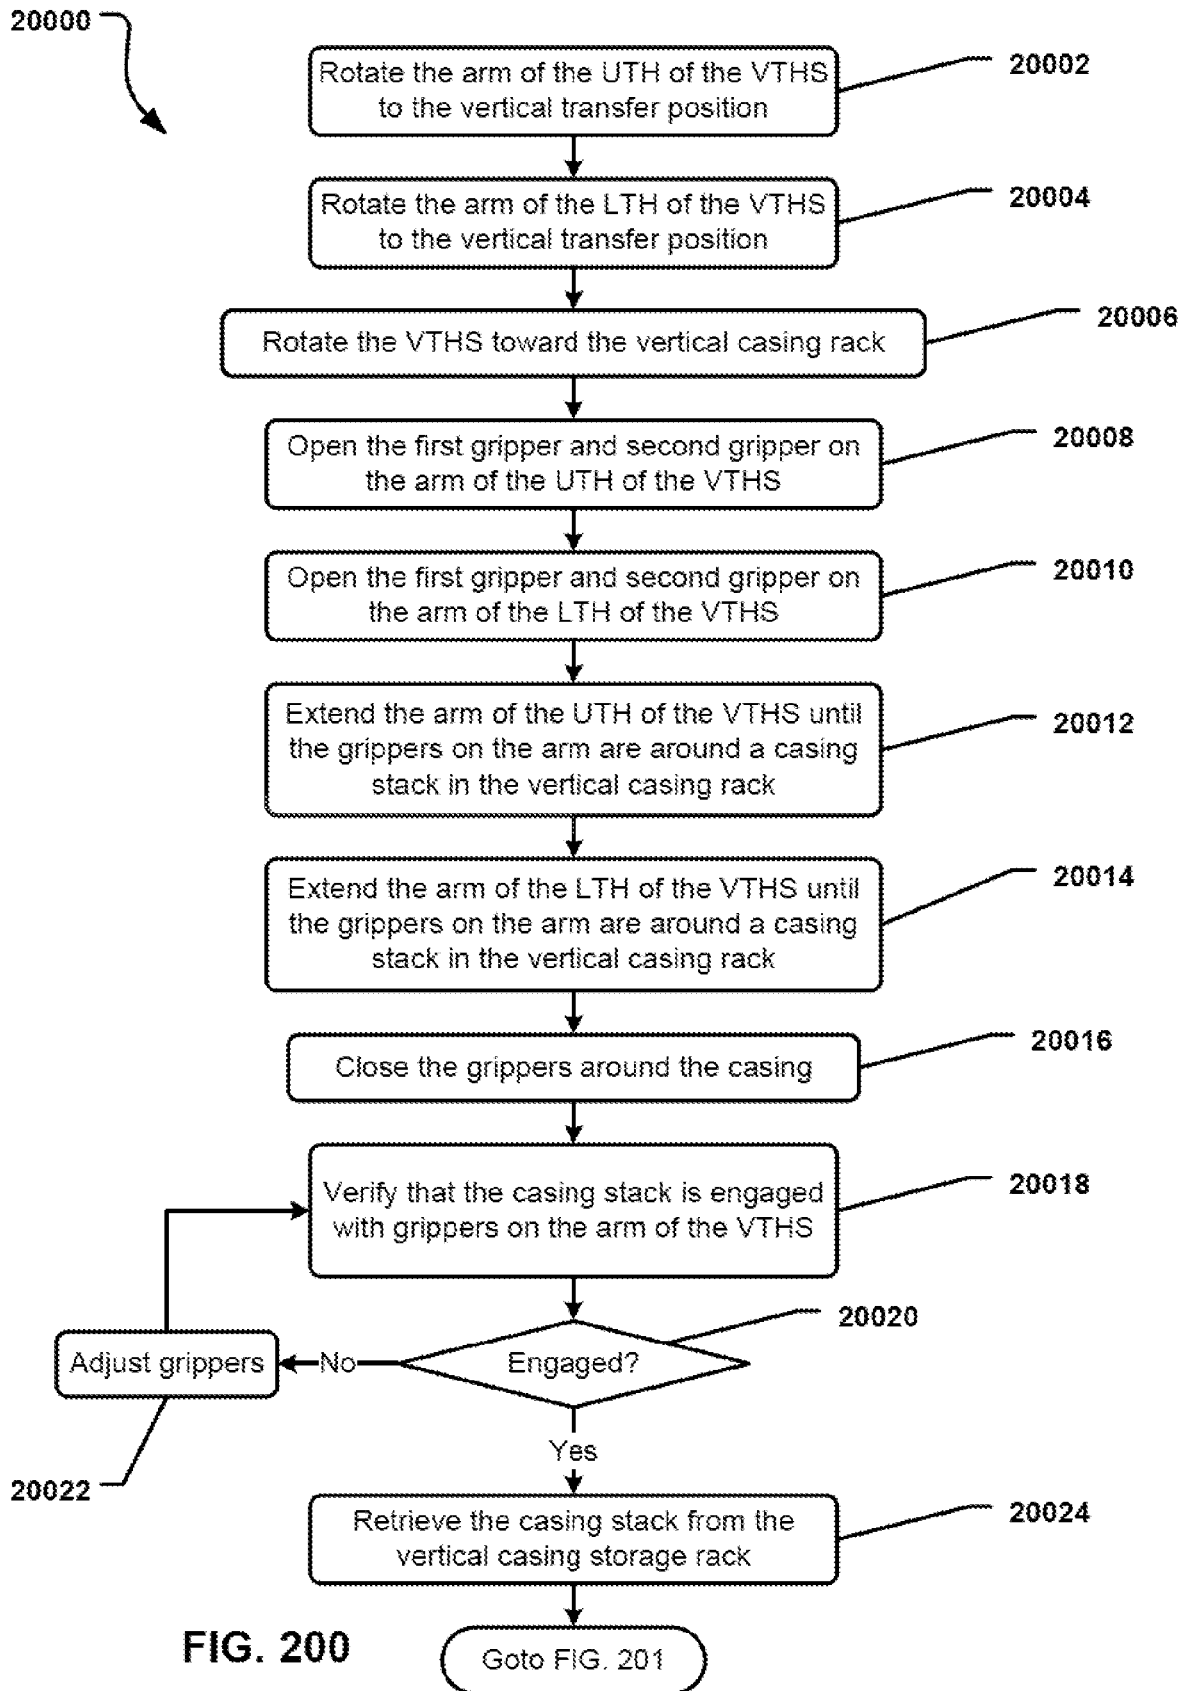 20000
Rotate the arm of the UTH of the VTHS
to the vertical transfer position
20002
Rotate the arm of the LTH of the VTHS
to the vertical transfer position
20004
Rotate the VTHS toward the vertical casing rack
20006
Open the first gripper and second gripper on
the arm of the UTH of the VTHS
20008
Open the first gripper and second gripper on
the arm of the LTH of the VTHS
20010
Extend the arm of the UTH of the VTHS until
the grippers on the arm are around a casing
stack in the vertical casing rack
20012
Extend the arm of the LTH of the VTHS until
the grippers on the arm are around a casing
stack in the vertical casing rack
20014
Close the grippers around the casing
20016
Verify that the casing stack is engaged
with grippers on the arm of the VTHS
20018
Engaged?
20020
No
Adjust grippers
20022
Yes
Retrieve the casing stack from the
vertical casing storage rack
20024
Goto FIG. 201
FIG. 200